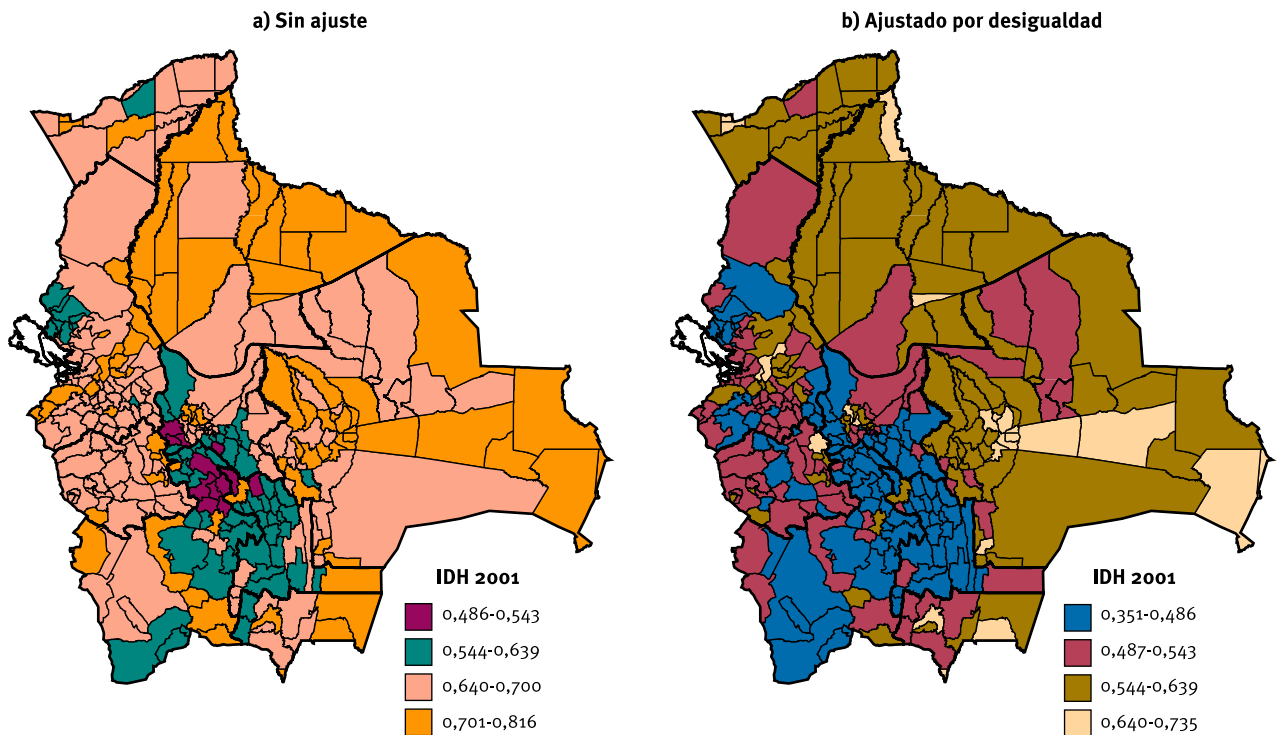 a) Sin ajuste
b) Ajustado por desigualdad
IDH 2001
0,486-0,543
0,544-0,639
0,640-0,700
0,701-0,816
IDH 2001
0,351-0,486
0,487-0,543
0,544-0,639
0,640-0,735